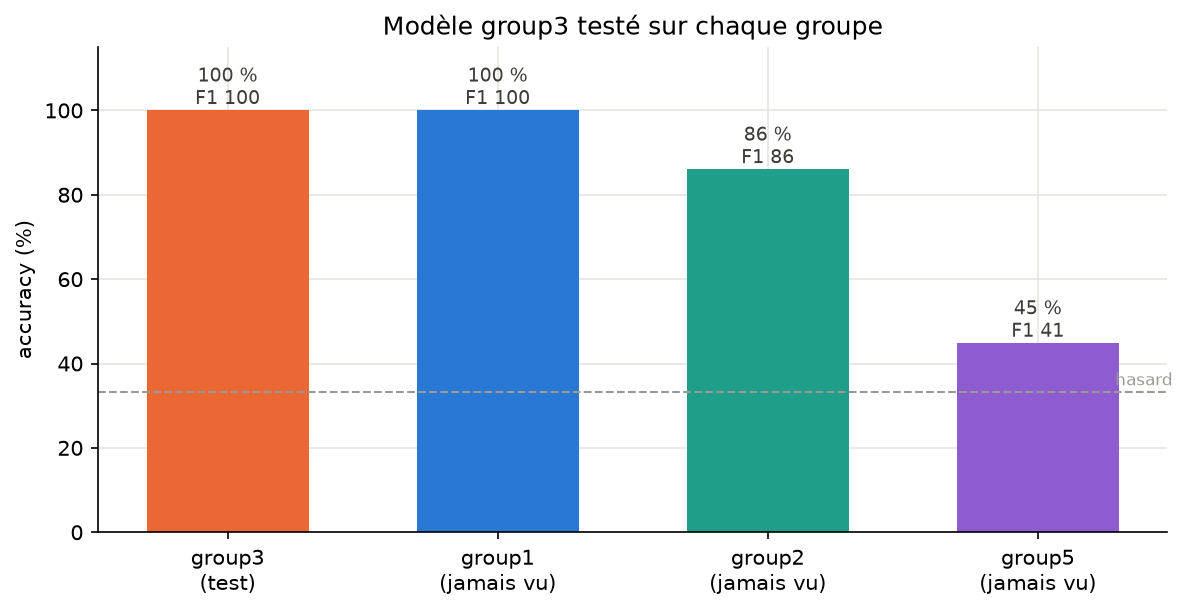 Modèle group3 testé sur chaque groupe
100 %
F1 100
100 %
F1 100
86 %
F1 86
45 %
F1 41
hasard
accuracy (%)
100
80
60
40
20
0
group3
(test)
group1
(jamais vu)
group2
(jamais vu)
group5
(jamais vu)